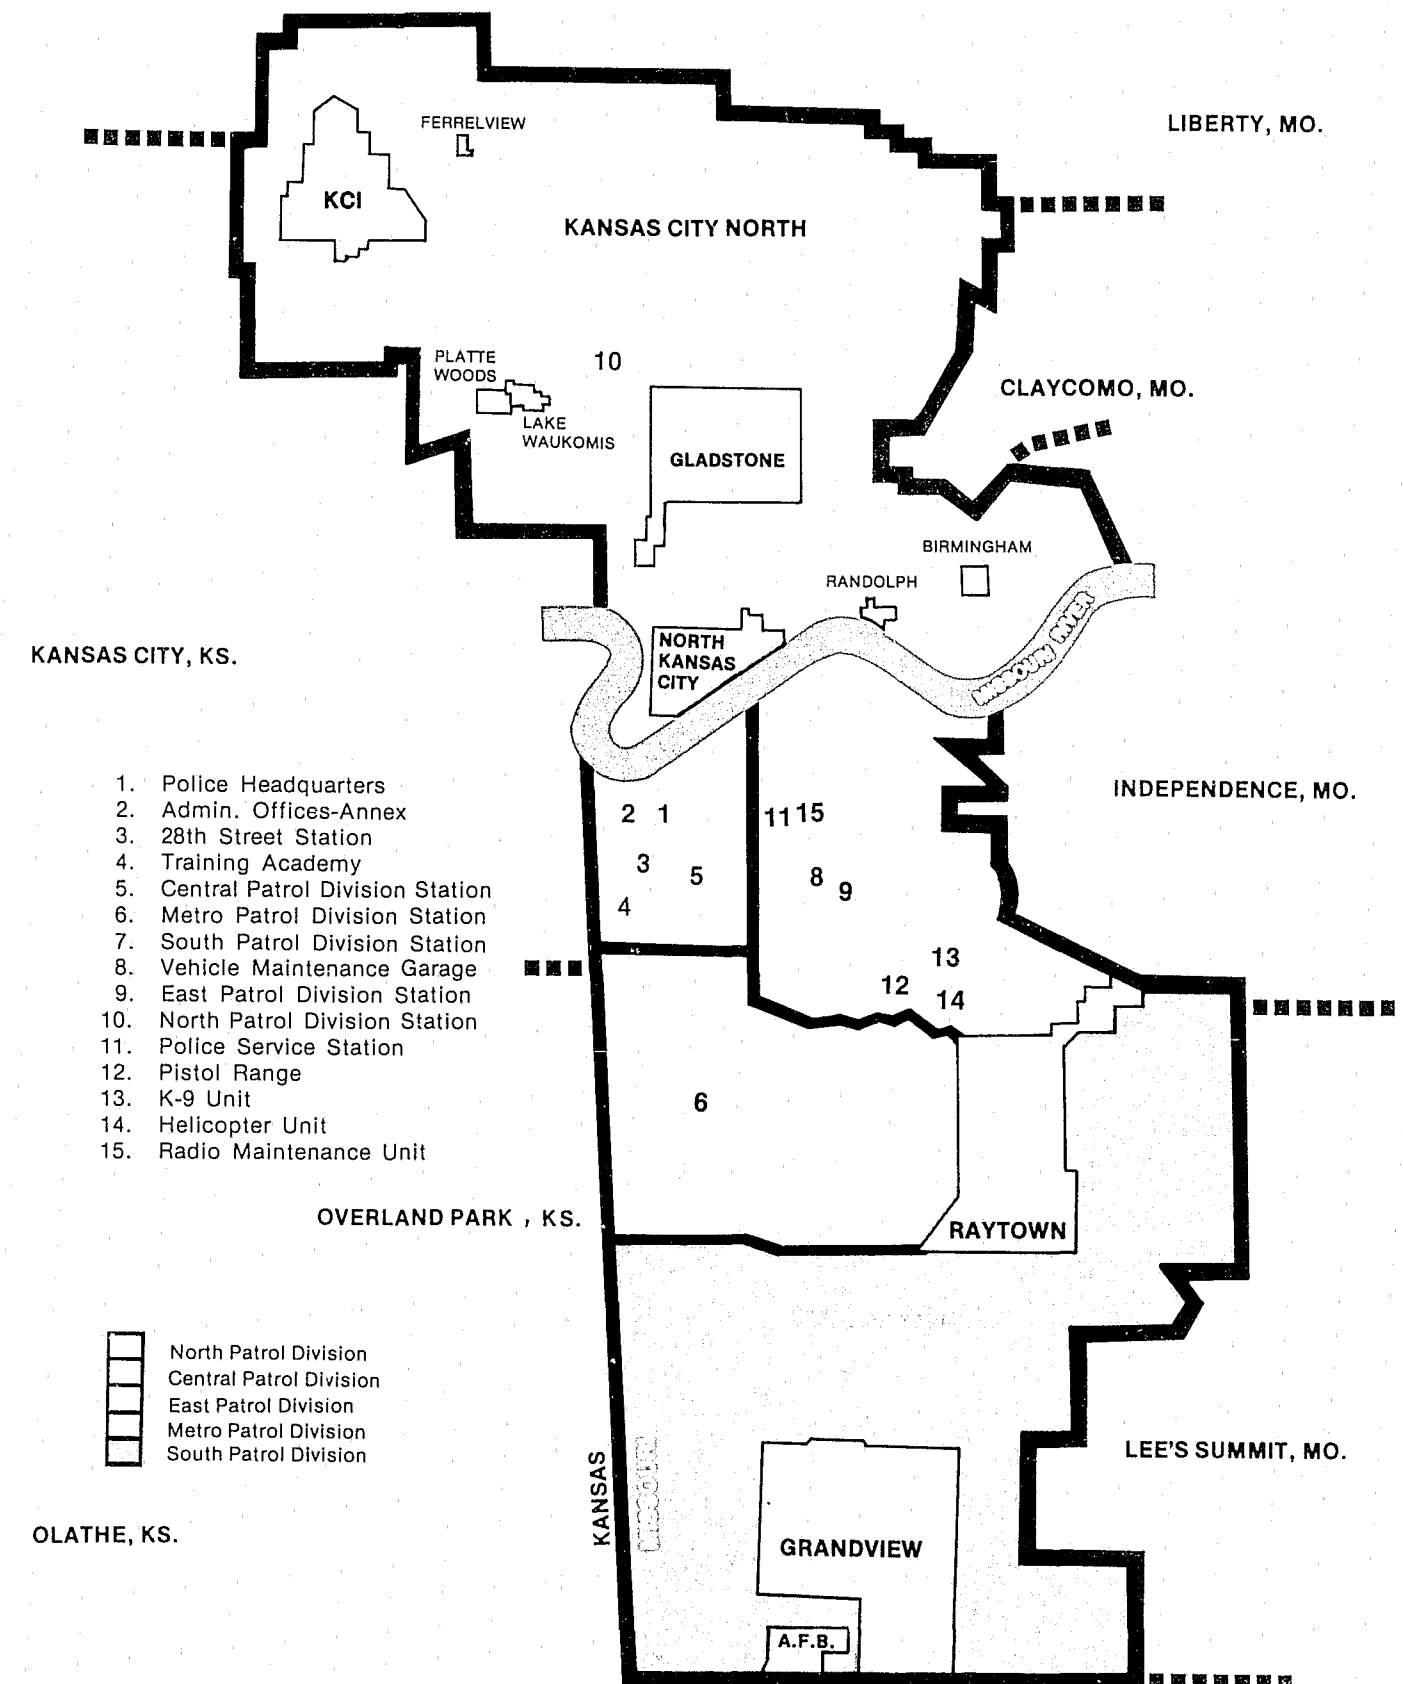 FERRELVIEW
LIBERTY, MO.
KCI
KANSAS CITY NORTH
PLATTE
WOODS
10
LAKE
WAUKOMIS
CLAYCOMO, MO.
GLADSTONE
BIRMINGHAM
RANDOLPH
MISSOURI RIVER
NORTH
KANSAS
CITY
KANSAS CITY, KS.
INDEPENDENCE, MO.
1. Police Headquarters
2. Admin. Offices-Annex
3. 28th Street Station
4. Training Academy
5. Central Patrol Division Station
6. Metro Patrol Division Station
7. South Patrol Division Station
8. Vehicle Maintenance Garage
9. East Patrol Division Station
10. North Patrol Division Station
11. Police Service Station
12. Pistol Range
13. K-9 Unit
14. Helicopter Unit
15. Radio Maintenance Unit
2 1
11 15
3
5
8
9
4
13
12
14
6
OVERLAND PARK , KS.
RAYTOWN
North Patrol Division
Central Patrol Division
East Patrol Division
Metro Patrol Division
South Patrol Division
KANSAS
MISSOURI
LEE'S SUMMIT, MO.
OLATHE, KS.
GRANDVIEW
A.F.B.